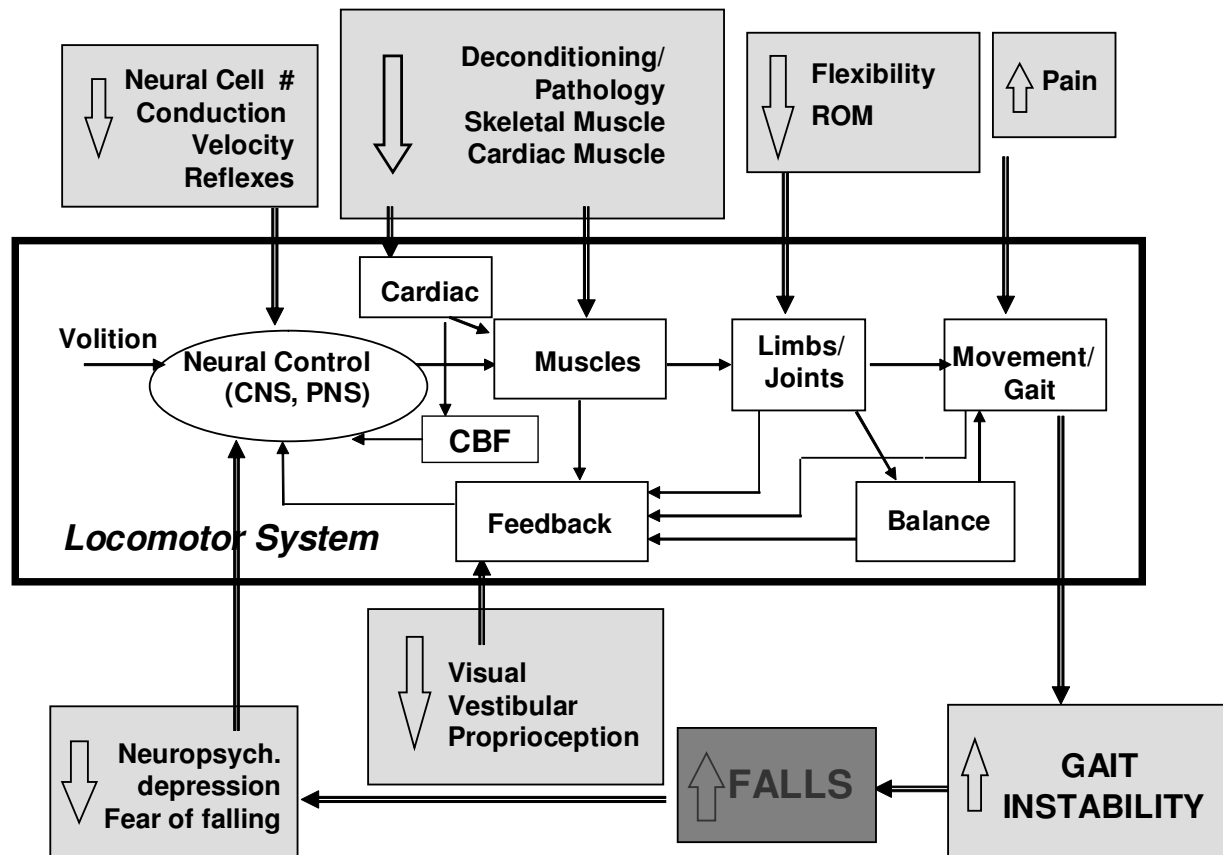 Neural Cell #
Conduction
Velocity
Reflexes
Deconditioning/
Pathology
Skeletal Muscle
Cardiac Muscle
Flexibility
ROM
Pain
Volition
Neural Control
(CNS, PNS)
Cardiac
CBF
Muscles
Limbs/
Joints
Movement/
Gait
Feedback
Balance
Locomotor System
Visual
Vestibular
Proprioception
Neuropsych.
depression
Fear of falling
FALLS
GAIT
INSTABILITY